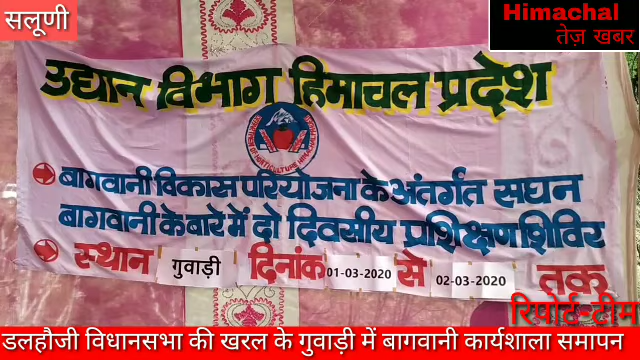 सलूणी
Himachal
तेज़ खबर
उद्यान विभाग हिमाचल प्रदेश
बागवानी विकास परियोजना के अंतर्गत सघन
बागवानी के बारे में दो दिवसीय प्रशिक्षण शिविर
स्थान गुवाड़ी दिनांक 01-03-2020 से 02-03-2020 तक
रिपोर्ट-टीम
डलहौजी विधानसभा की खरल के गुवाड़ी में बागवानी कार्यशाला समापन